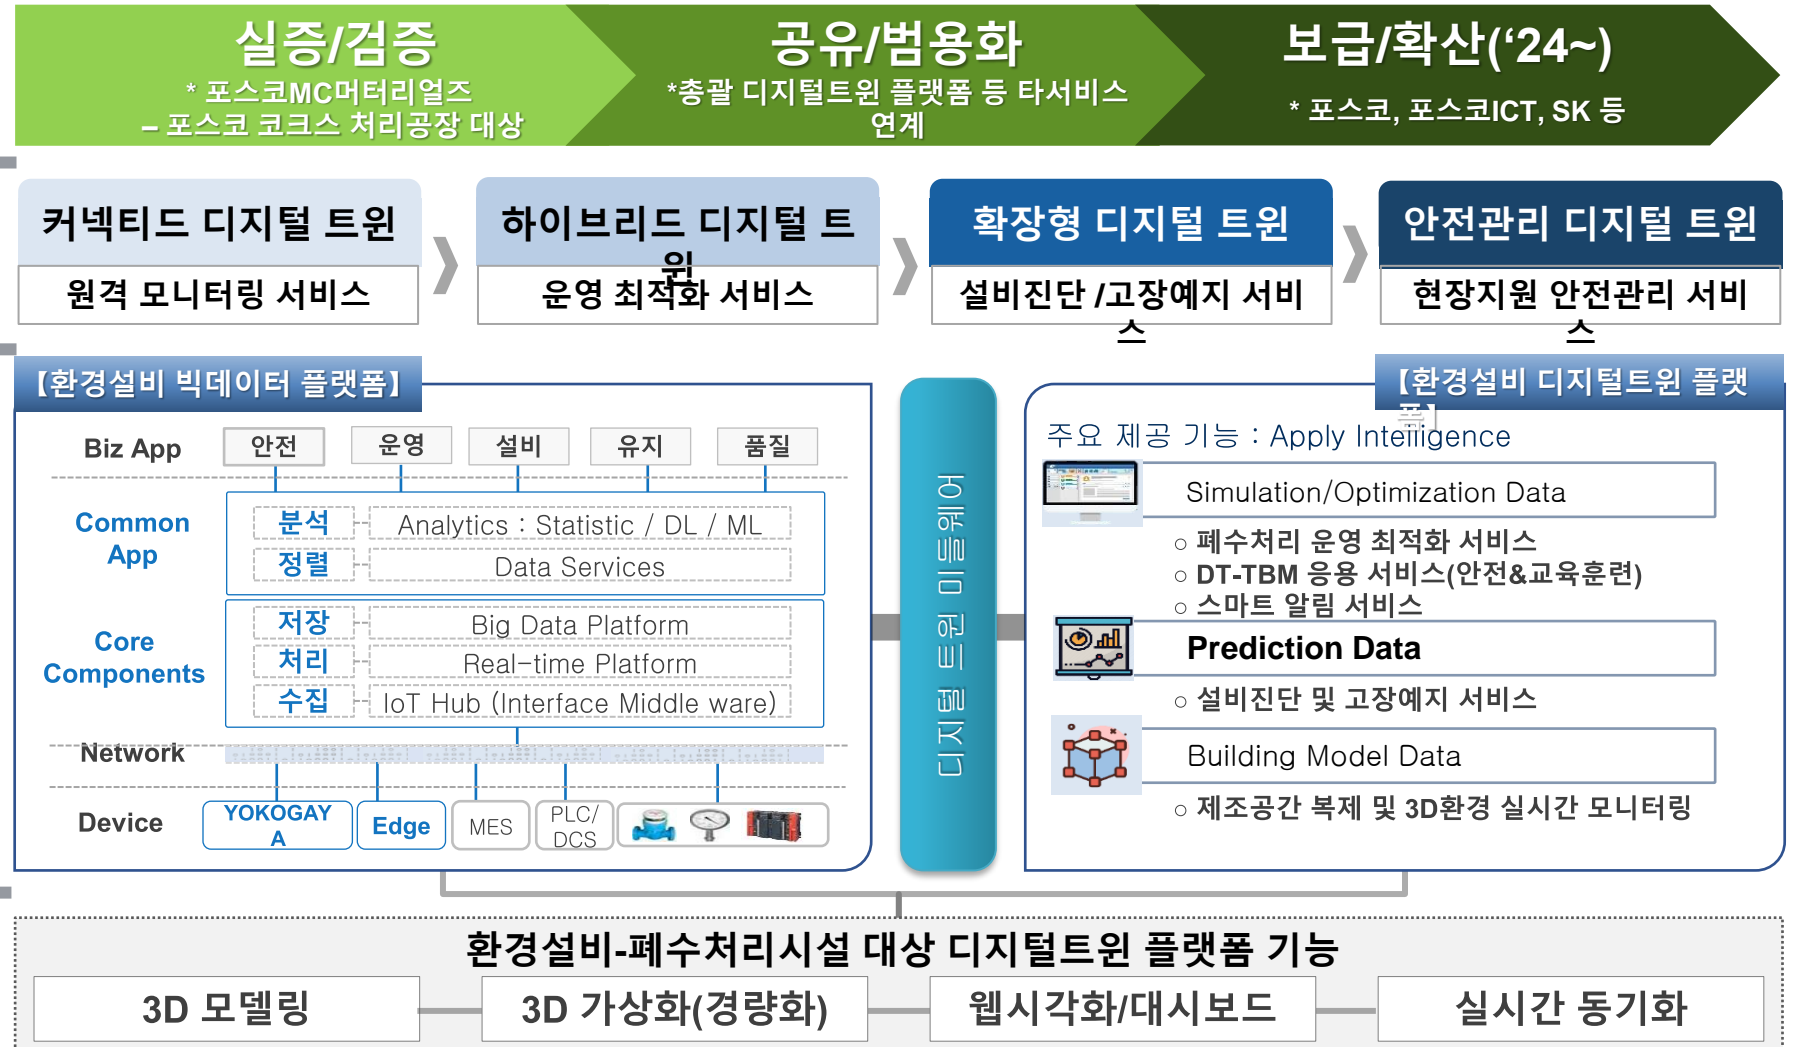 실증/검증
* 포스코MC머터리얼즈
– 포스코 코크스 처리공장 대상
공유/범용화
*총괄 디지털트윈 플랫폼 등 타서비스
연계
보급/확산(‘24~)
* 포스코, 포스코ICT, SK 등
커넥티드 디지털 트윈
원격 모니터링 서비스
하이브리드 디지털 트
윈
운영 최적화 서비스
확장형 디지털 트윈
설비진단 /고장예지 서비
스
안전관리 디지털 트윈
현장지원 안전관리 서비
스
【환경설비 빅데이터 플랫폼】
Biz App
안전
운영
설비
유지
품질
Common
App
분석
Analytics : Statistic / DL / ML
정렬
Data Services
Core
Components
저장
Big Data Platform
처리
Real-time Platform
수집
IoT Hub (Interface Middle ware)
Network
Device
YOKOGAY
A
Edge
MES
PLC/
DCS
디지털 트윈 미들웨어
【환경설비 디지털트윈 플랫
폼】
주요 제공 기능 : Apply Intelligence
Simulation/Optimization Data
○ 폐수처리 운영 최적화 서비스
○ DT-TBM 응용 서비스(안전&교육훈련)
○ 스마트 알림 서비스
Prediction Data
○ 설비진단 및 고장예지 서비스
Building Model Data
○ 제조공간 복제 및 3D환경 실시간 모니터링
환경설비-폐수처리시설 대상 디지털트윈 플랫폼 기능
3D 모델링
3D 가상화(경량화)
웹시각화/대시보드
실시간 동기화